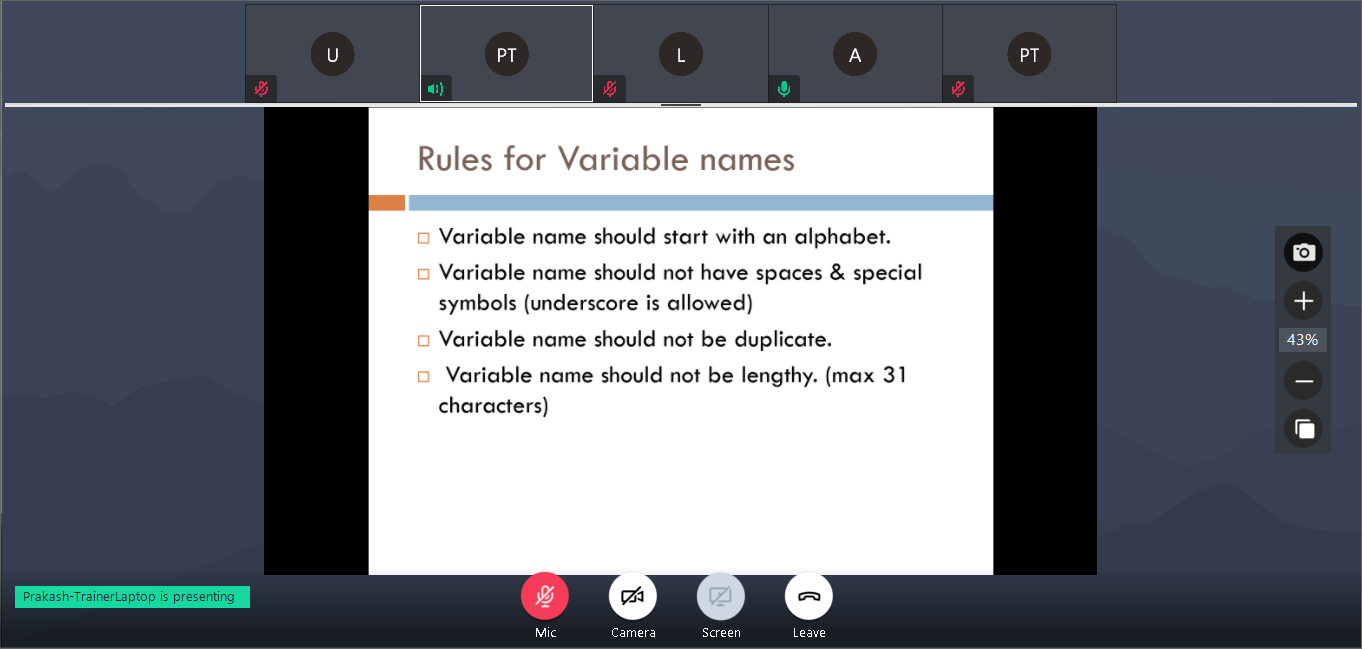 U
PT
L
A
PT
Rules for Variable names
Variable name should start with an alphabet.
Variable name should not have spaces & special
symbols (underscore is allowed)
Variable name should not be duplicate.
Variable name should not be lengthy. (max 31
characters)
43%
Prakash-TrainerLaptop is presenting
Mic
Camera
Screen
Leave